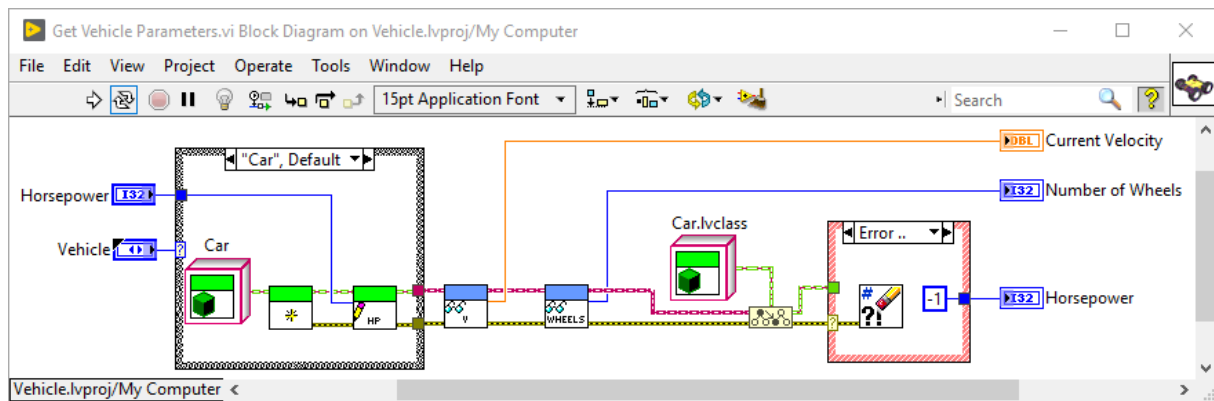 Get Vehicle Parameters.vi Block Diagram on Vehicle.lvproj/My Computer
File Edit View Project Operate Tools Window Help
15pt Application Font
Search
?
"Car", Default
DBL Current Velocity
Horsepower I32
I32 Number of Wheels
Vehicle
?
Car
Car.lvclass
Error ..
HP
V
WHEELS
#
?!
-1
I32 Horsepower
?
Vehicle.lvproj/My Computer